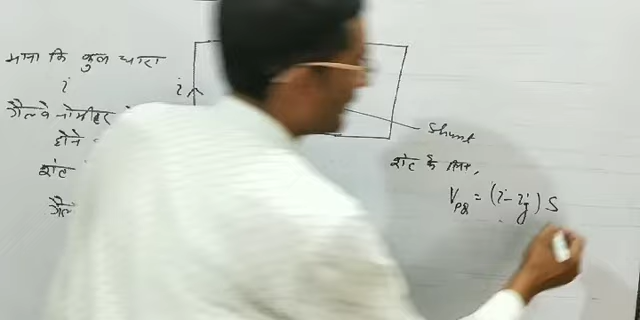 माना कि कुल धारा
i
i
गैल्वेनोमीटर
होने
शंट
गैल
Shunt
शंट के लिए,
V_PQ = (i - i_g) S